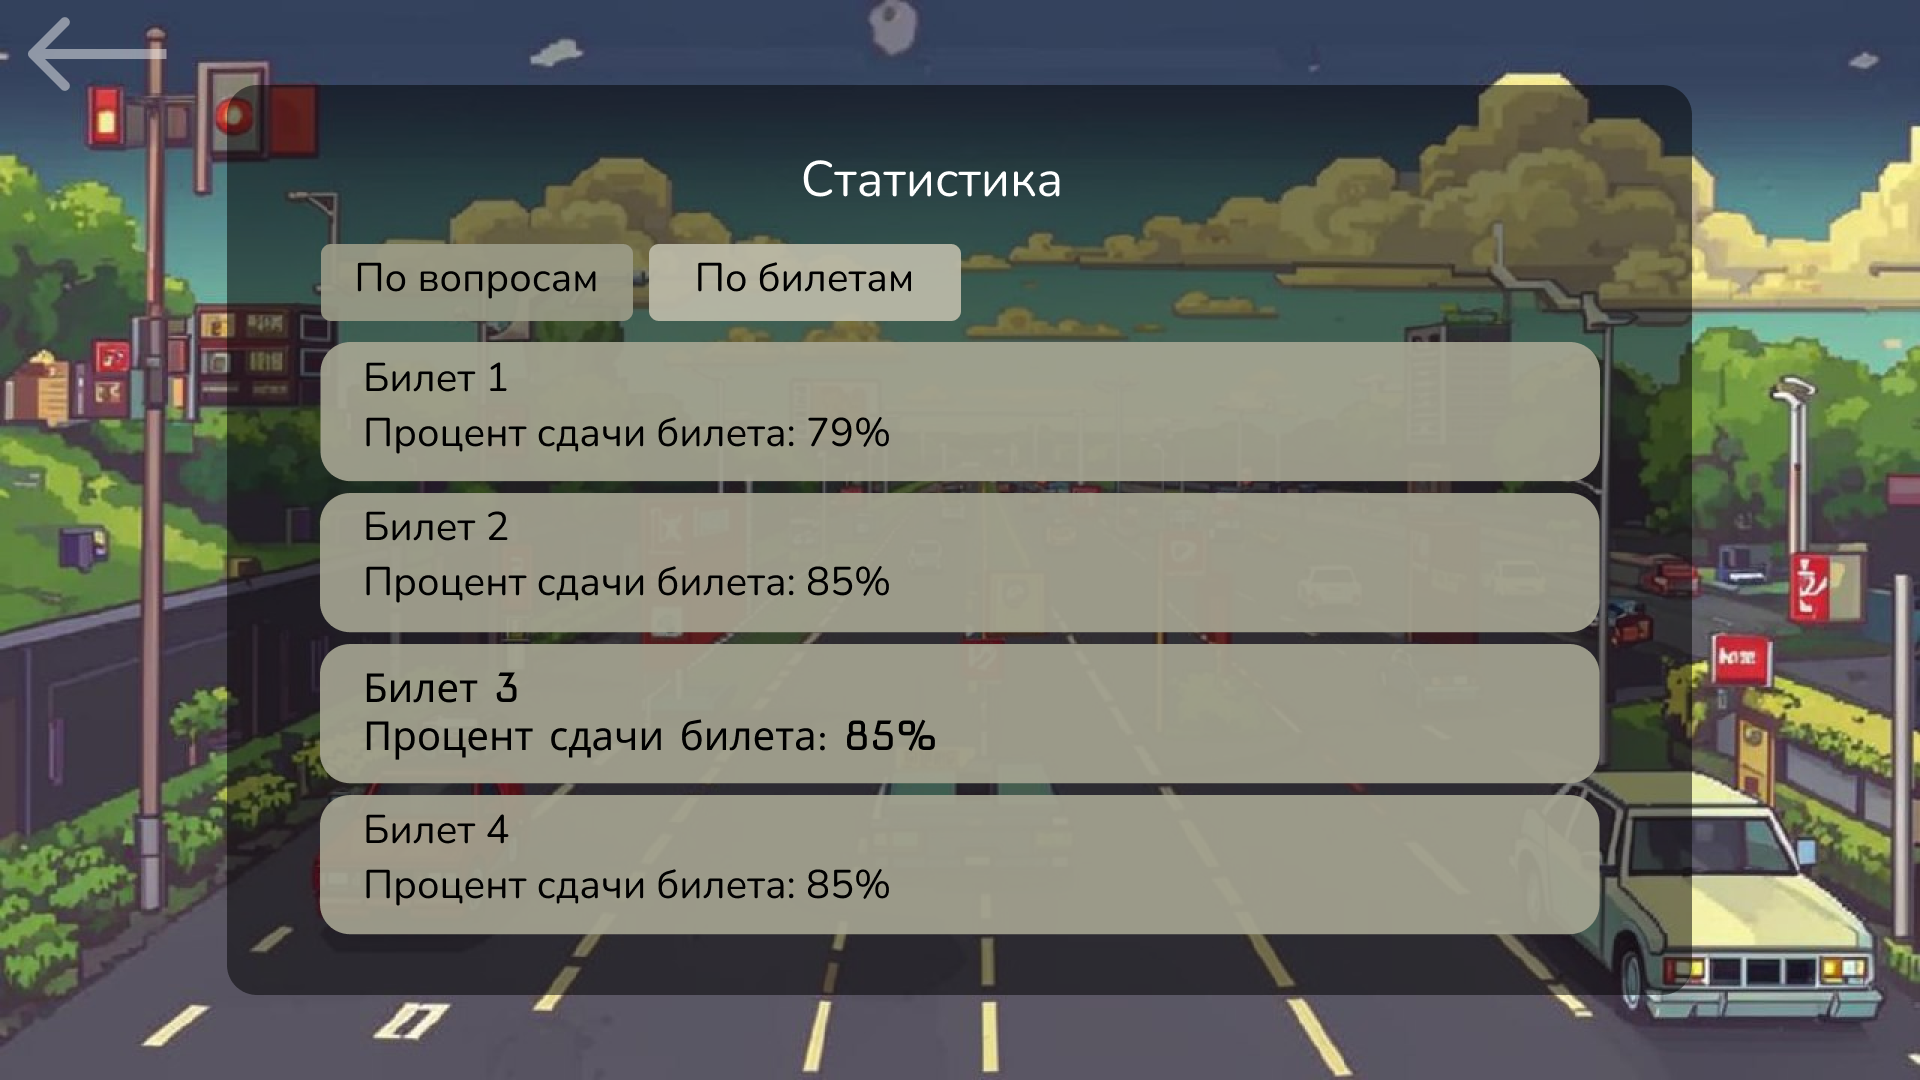 Статистика
По вопросам
По билетам
Билет 1
Процент сдачи билета: 79%
Билет 2
Процент сдачи билета: 85%
Билет 3
Процент сдачи билета: 85%
Билет 4
Процент сдачи билета: 85%